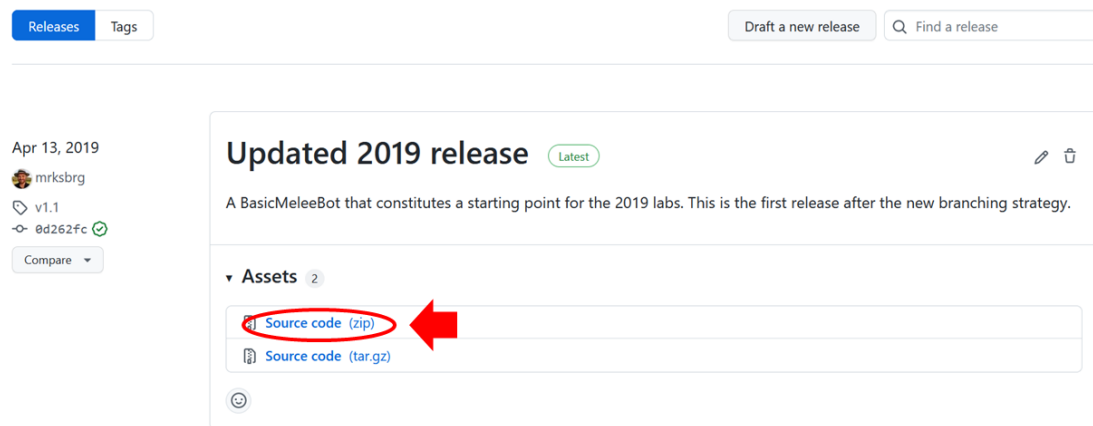 Releases Tags Draft a new release Find a release
Apr 13, 2019
mrksbrg
v1.1
0d262fc
Compare
Updated 2019 release Latest
A BasicMeleeBot that constitutes a starting point for the 2019 labs. This is the first release after the new branching strategy.
Assets 2
Source code (zip)
Source code (tar.gz)